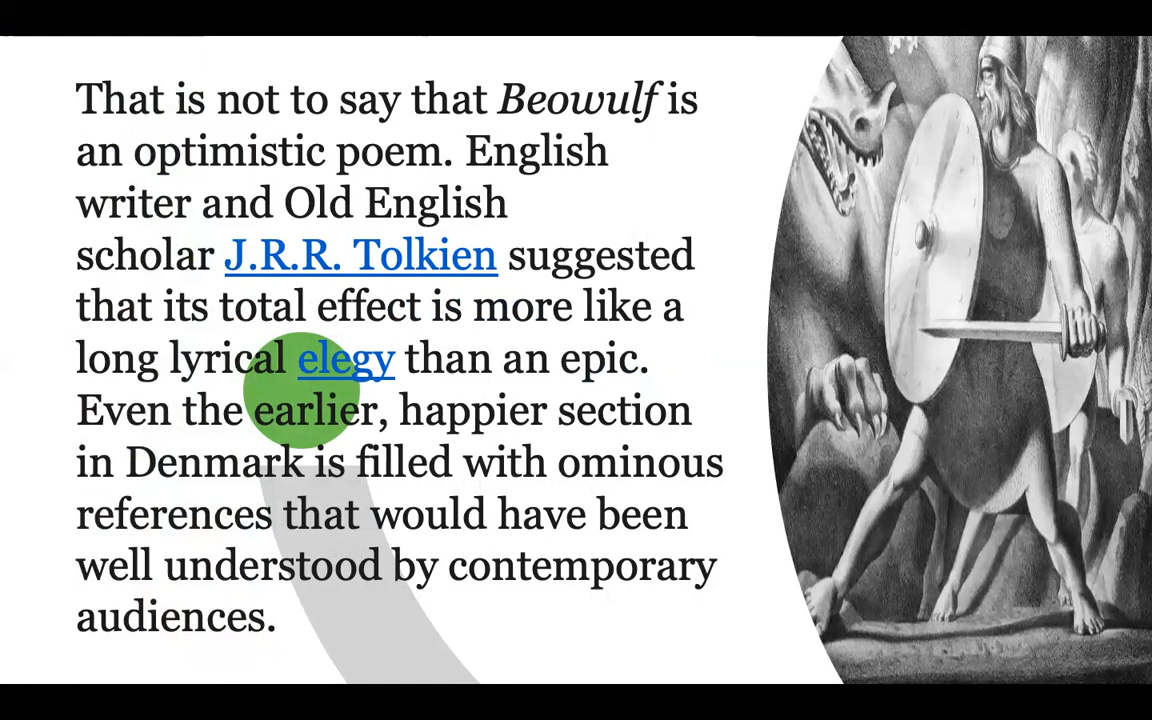 That is not to say that Beowulf is
an optimistic poem. English
writer and Old English
scholar J.R.R. Tolkien suggested
that its total effect is more like a
long lyrical elegy than an epic.
Even the earlier, happier section
in Denmark is filled with ominous
references that would have been
well understood by contemporary
audiences.